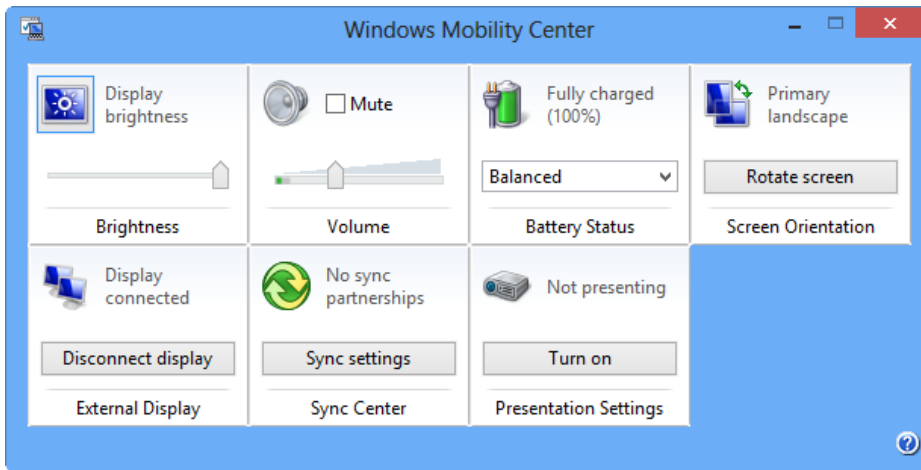 Windows Mobility Center
Display
brightness
Brightness
Mute
Volume
Fully charged
(100%)
Balanced
Battery Status
Primary
landscape
Rotate screen
Screen Orientation
Display
connected
Disconnect display
External Display
No sync
partnerships
Sync settings
Sync Center
Not presenting
Turn on
Presentation Settings